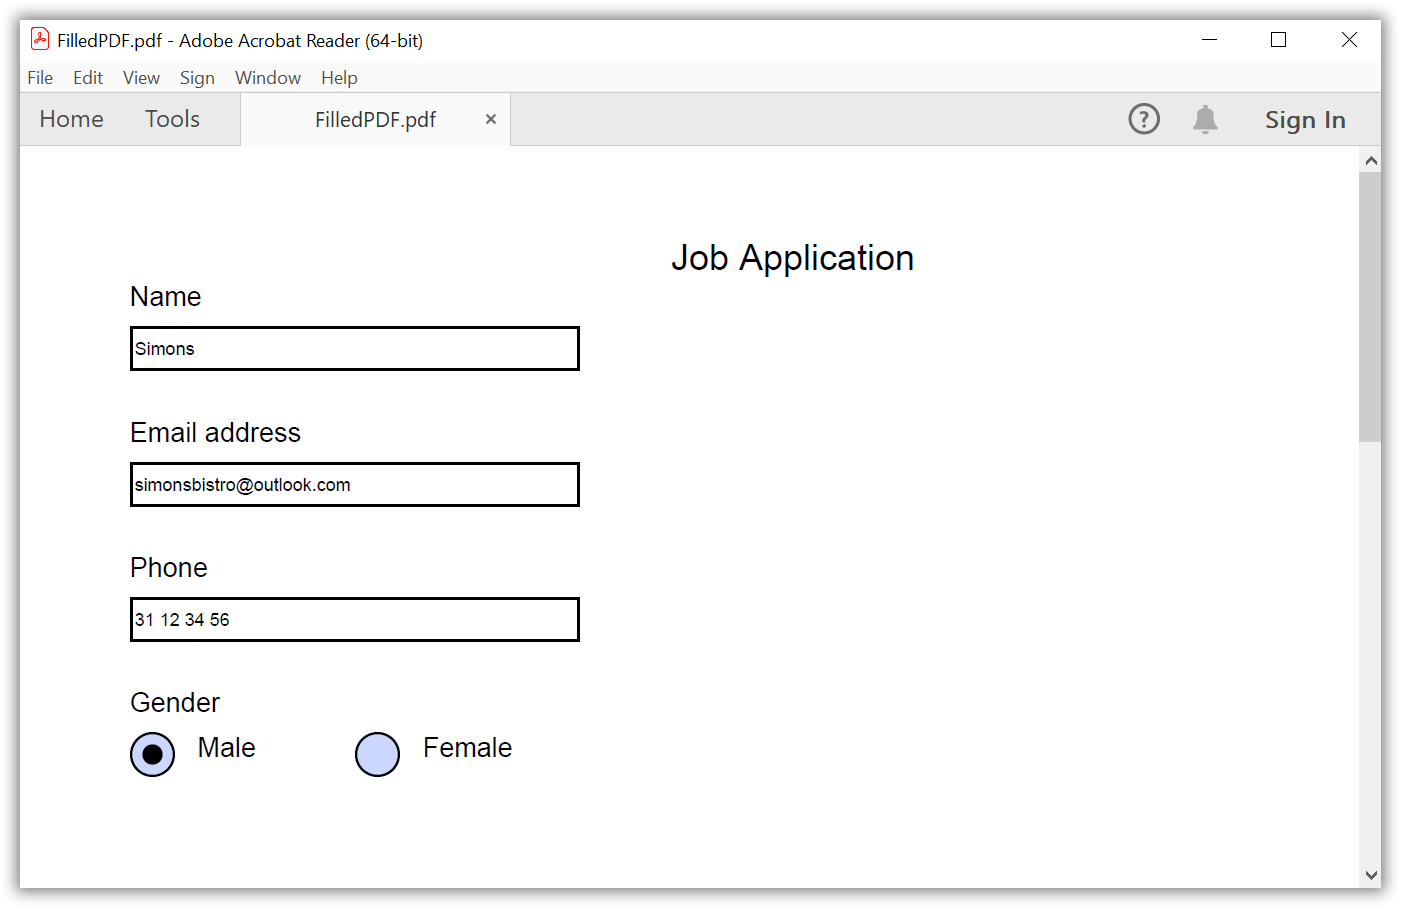 FilledPDF.pdf - Adobe Acrobat Reader (64-bit)
File Edit View Sign Window Help
Home Tools FilledPDF.pdf × ? Sign In
Job Application
Name
Simons
Email address
simonsbistro@outlook.com
Phone
31 12 34 56
Gender
Male Female